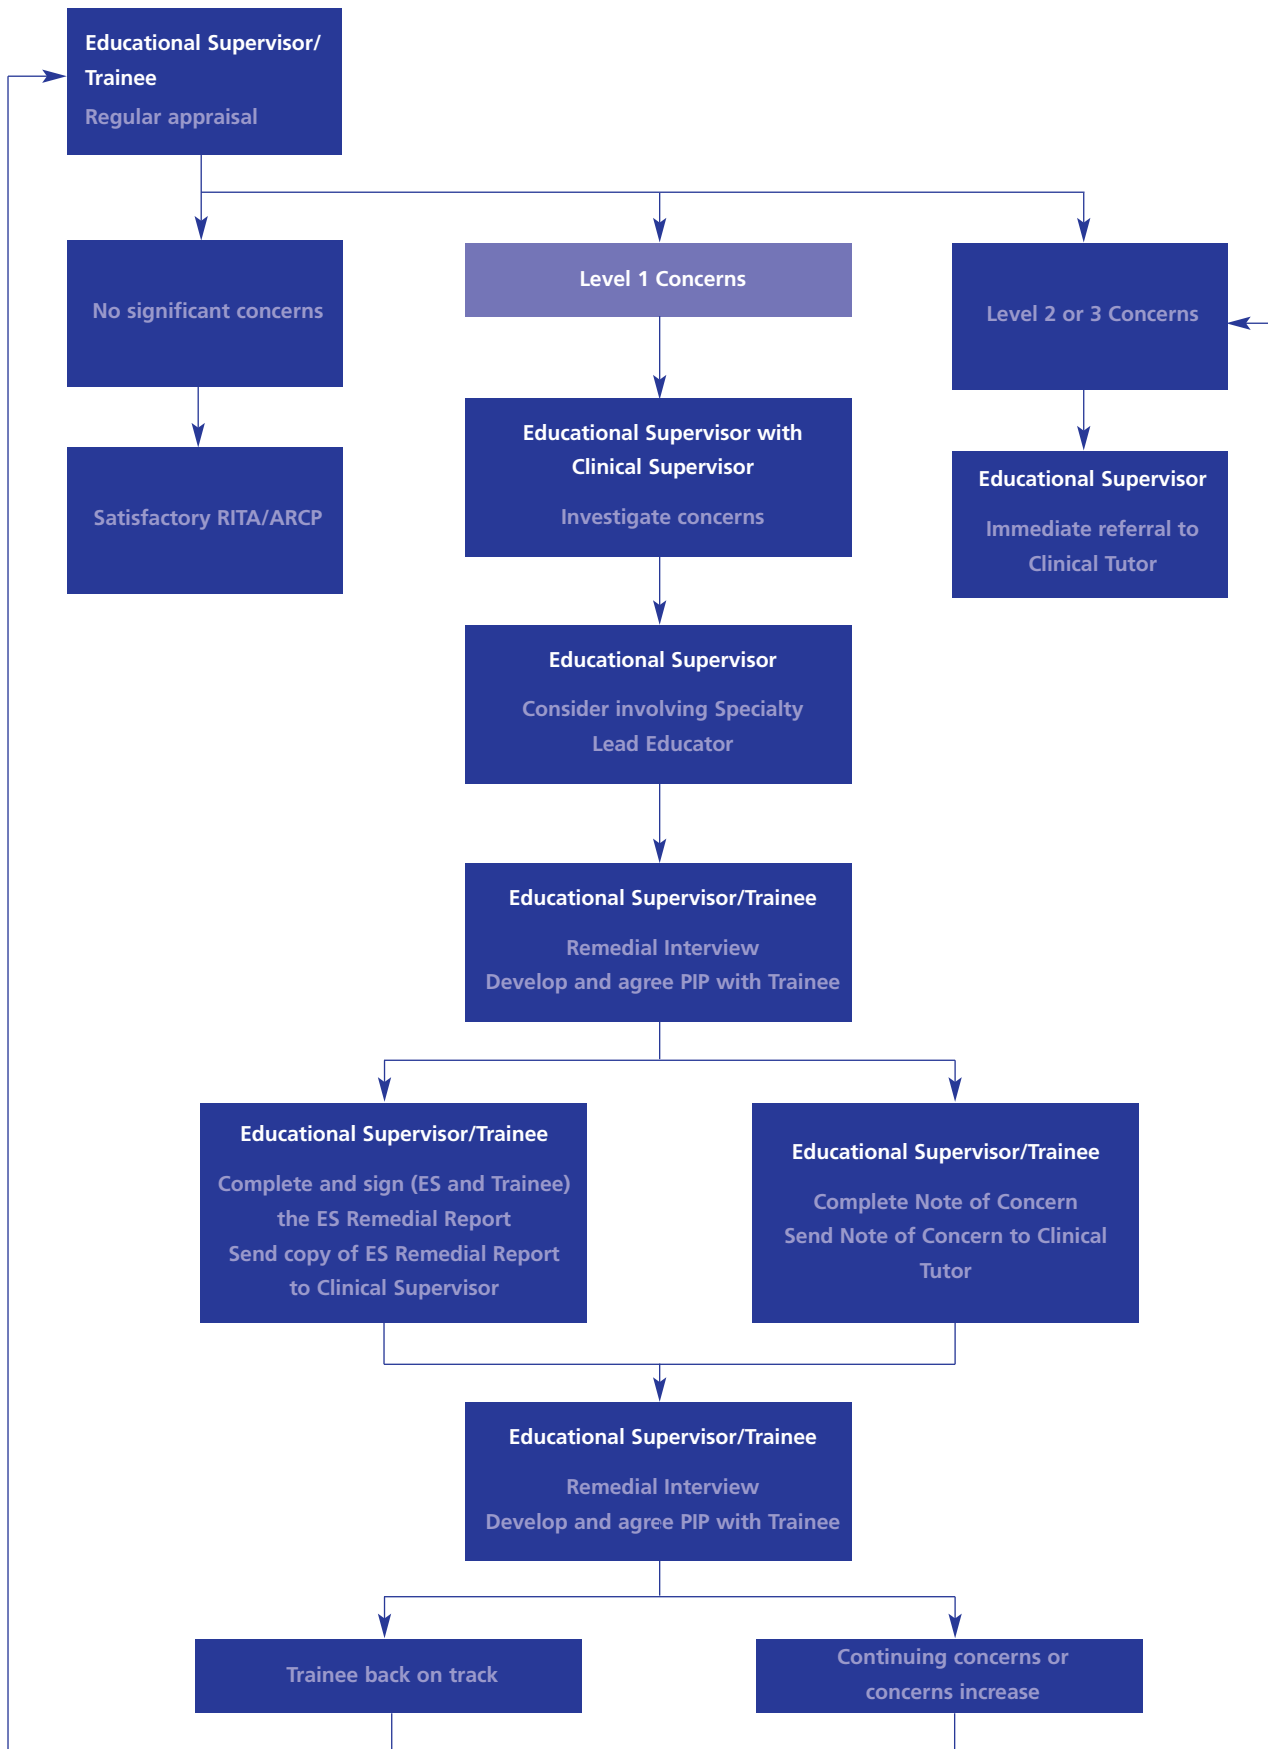 Educational Supervisor/
Trainee
Regular appraisal
No significant concerns
Level 1 Concerns
Level 2 or 3 Concerns
Satisfactory RITA/ARCP
Educational Supervisor with
Clinical Supervisor
Investigate concerns
Educational Supervisor
Immediate referral to
Clinical Tutor
Educational Supervisor
Consider involving Specialty
Lead Educator
Educational Supervisor/Trainee
Remedial Interview
Develop and agree PIP with Trainee
Educational Supervisor/Trainee
Complete and sign (ES and Trainee)
the ES Remedial Report
Send copy of ES Remedial Report
to Clinical Supervisor
Educational Supervisor/Trainee
Complete Note of Concern
Send Note of Concern to Clinical
Tutor
Educational Supervisor/Trainee
Remedial Interview
Develop and agree PIP with Trainee
Trainee back on track
Continuing concerns or
concerns increase